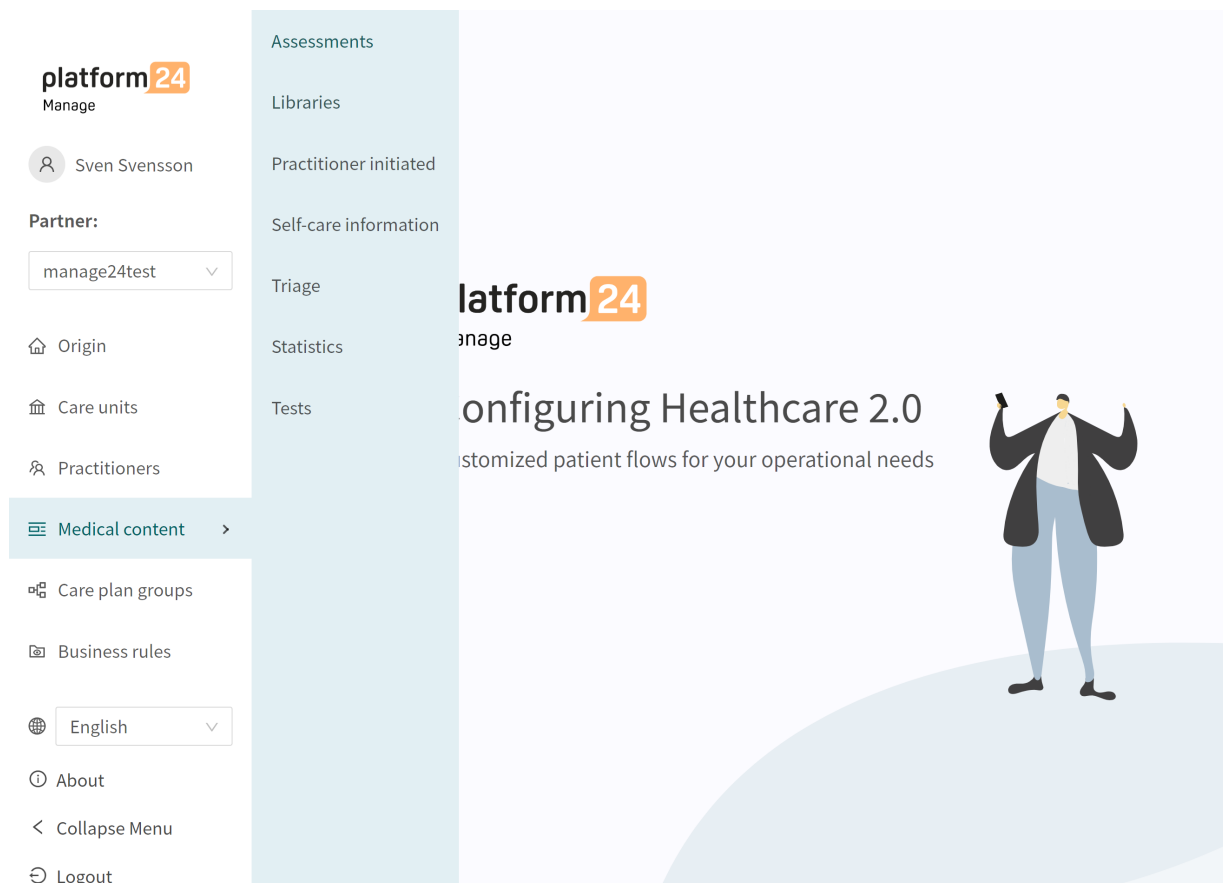 platform24
Manage
Sven Svensson
Partner:
manage24test
Origin
Care units
Practitioners
Medical content
Care plan groups
Business rules
English
About
Collapse Menu
Logout
Assessments
Libraries
Practitioner initiated
Self-care information
Triage
Statistics
Tests
latform24
anage
onfiguring Healthcare 2.0
stomized patient flows for your operational needs